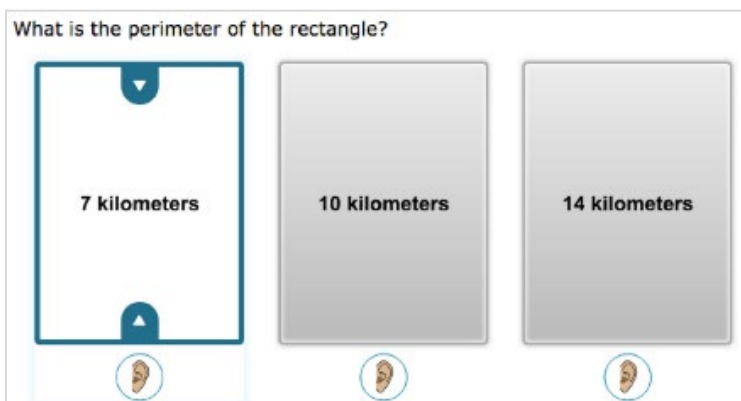 What is the perimeter of the rectangle?
7 kilometers
10 kilometers
14 kilometers